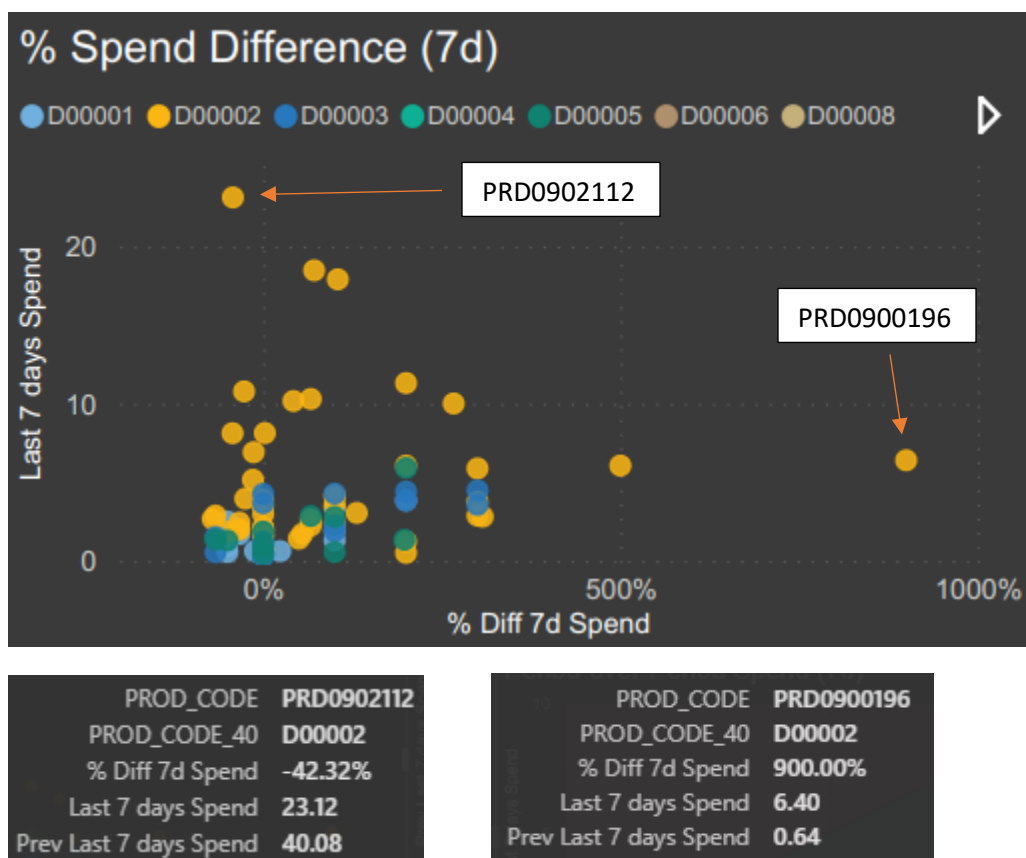 % Spend Difference (7d)
D00001 D00002 D00003 D00004 D00005 D00006 D00008
PRD0902112
20
PRD0900196
10
0
Last 7 days Spend
0% 500% 1000%
% Diff 7d Spend
PROD_CODE PRD0902112
PROD_CODE_40 D00002
% Diff 7d Spend -42.32%
Last 7 days Spend 23.12
Prev Last 7 days Spend 40.08
PROD_CODE PRD0900196
PROD_CODE_40 D00002
% Diff 7d Spend 900.00%
Last 7 days Spend 6.40
Prev Last 7 days Spend 0.64